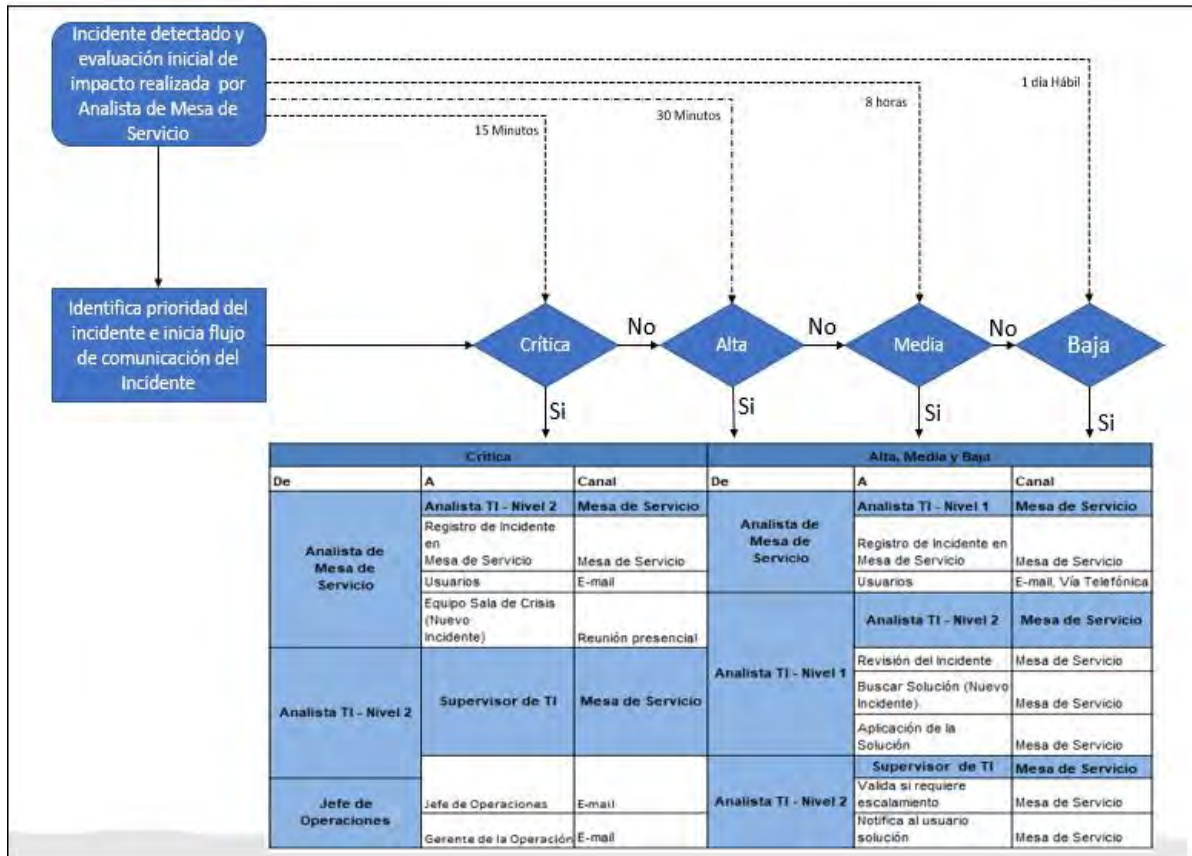 Incidente detectado y
evaluación inicial de
impacto realizada por
Analista de Mesa de
Servicio
1 día Hábil
8 horas
30 Minutos
15 Minutos
Identifica prioridad del
incidente e inicia flujo
de comunicación del
Incidente
Crítica
No
Alta
No
Media
No
Baja
Si
Si
Si
Si
Crítica
Alta, Media y Baja
De
A
Canal
De
A
Canal
Analista de
Mesa de
Servicio
Analista TI - Nivel 2
Mesa de Servicio
Registro de Incidente
en
Mesa de Servicio
Mesa de Servicio
Usuarios
E-mail
Equipo Sala de Crisis
(Nuevo
Incidente)
Reunión presencial
Analista TI - Nivel 2
Supervisor de TI
Mesa de Servicio
Jefe de
Operaciones
Jefe de Operaciones
E-mail
Gerente de la Operación
E-mail
Analista de
Mesa de
Servicio
Analista TI - Nivel 1
Mesa de Servicio
Registro de Incidente en
Mesa de Servicio
Mesa de Servicio
Usuarios
E-mail, Vía Telefónica
Analista TI - Nivel 1
Analista TI - Nivel 2
Mesa de Servicio
Revisión del Incidente
Mesa de Servicio
Buscar Solución (Nuevo
Incidente)
Mesa de Servicio
Aplicación de la
Solución
Mesa de Servicio
Analista TI - Nivel 2
Supervisor de TI
Mesa de Servicio
Valida si requiere
escalamiento
Mesa de Servicio
Notifica al usuario
solución
Mesa de Servicio